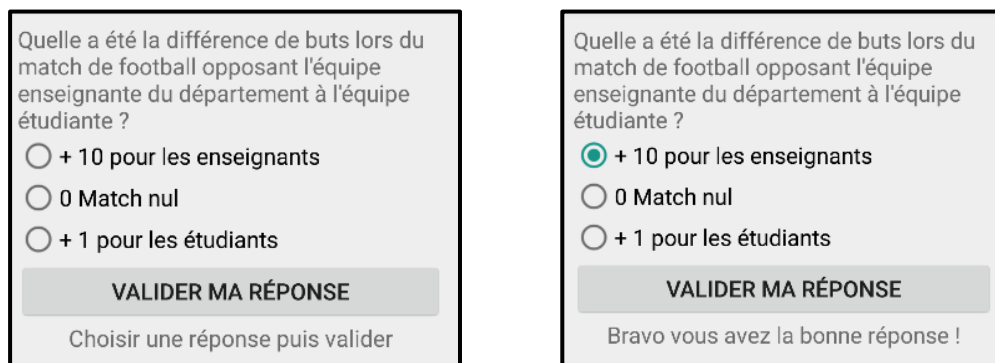 Quelle a été la différence de buts lors du
match de football opposant l'équipe
enseignante du département à l'équipe
étudiante ?
+ 10 pour les enseignants
0 Match nul
+ 1 pour les étudiants
VALIDER MA RÉPONSE
Choisir une réponse puis valider
Quelle a été la différence de buts lors du
match de football opposant l'équipe
enseignante du département à l'équipe
étudiante ?
+ 10 pour les enseignants
0 Match nul
+ 1 pour les étudiants
VALIDER MA RÉPONSE
Bravo vous avez la bonne réponse !